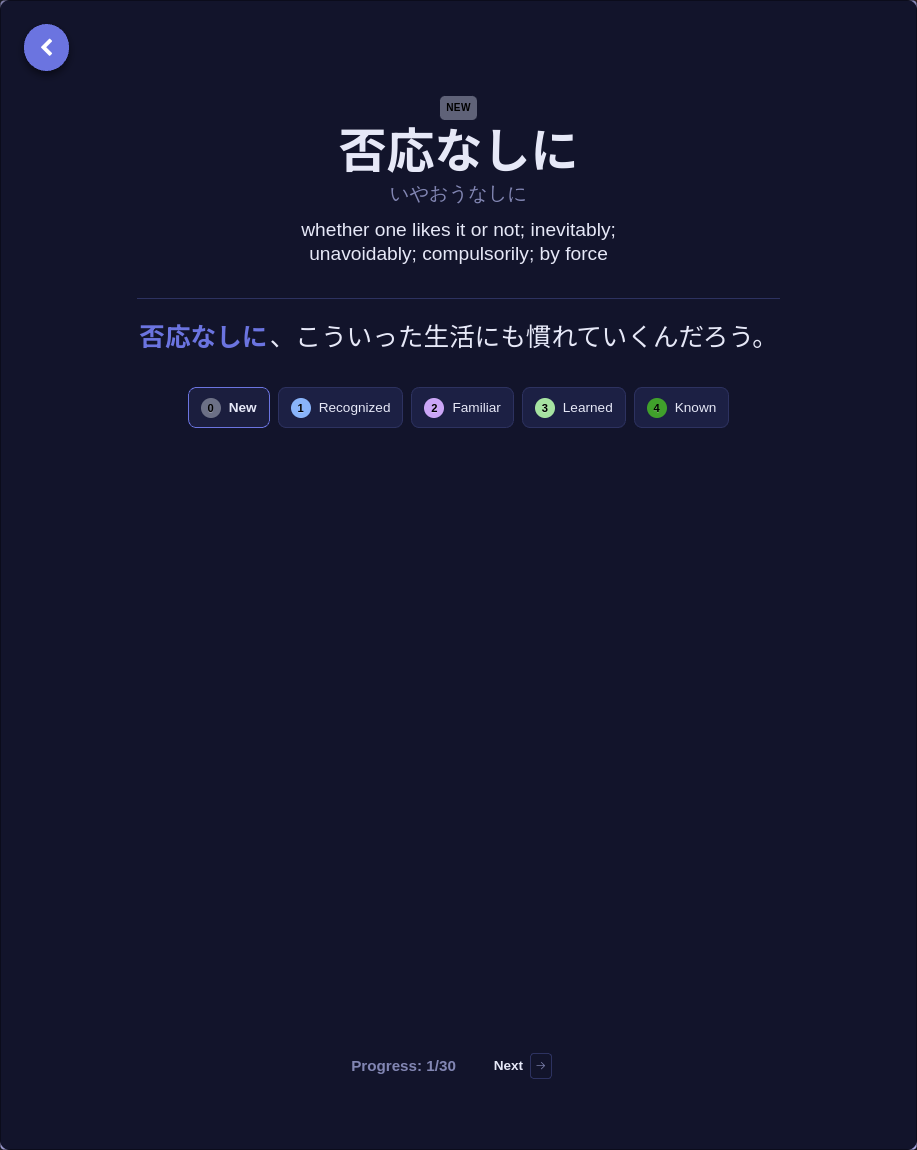 NEW
否応なしに
いやおうなしに
whether one likes it or not; inevitably;
unavoidably; compulsorily; by force
否応なしに、こういった生活にも慣れていくんだろう。
0 New 1 Recognized 2 Familiar 3 Learned 4 Known
Progress: 1/30 Next →